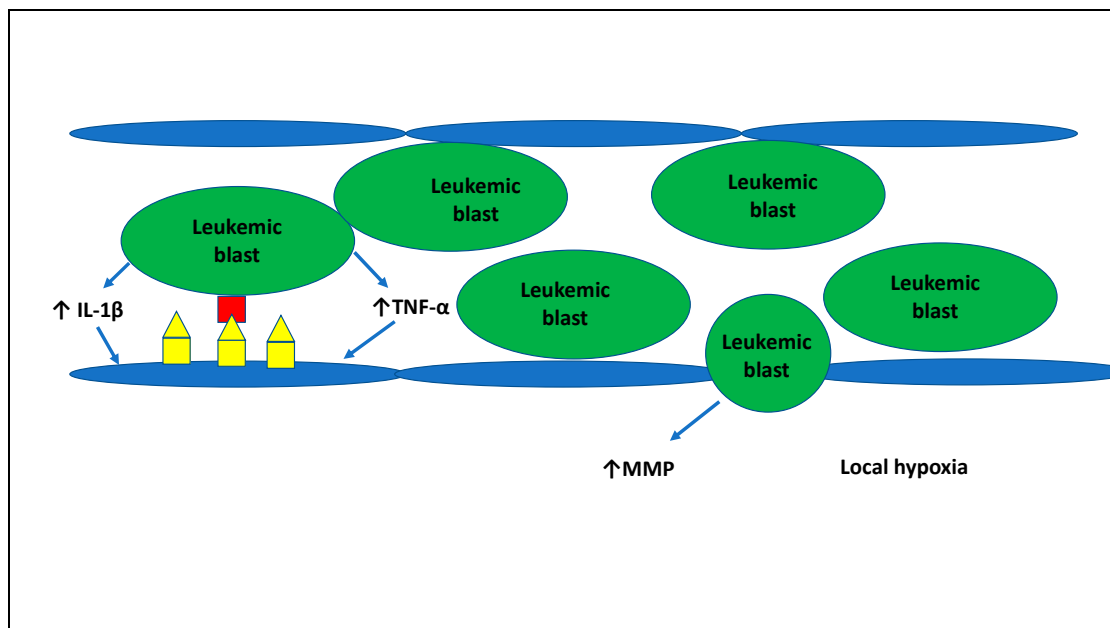 Leukemic
blast
Leukemic
blast
Leukemic
blast
Leukemic
blast
Leukemic
blast
Leukemic
blast
↑ IL-1β
↑TNF-α
↑MMP
Local hypoxia